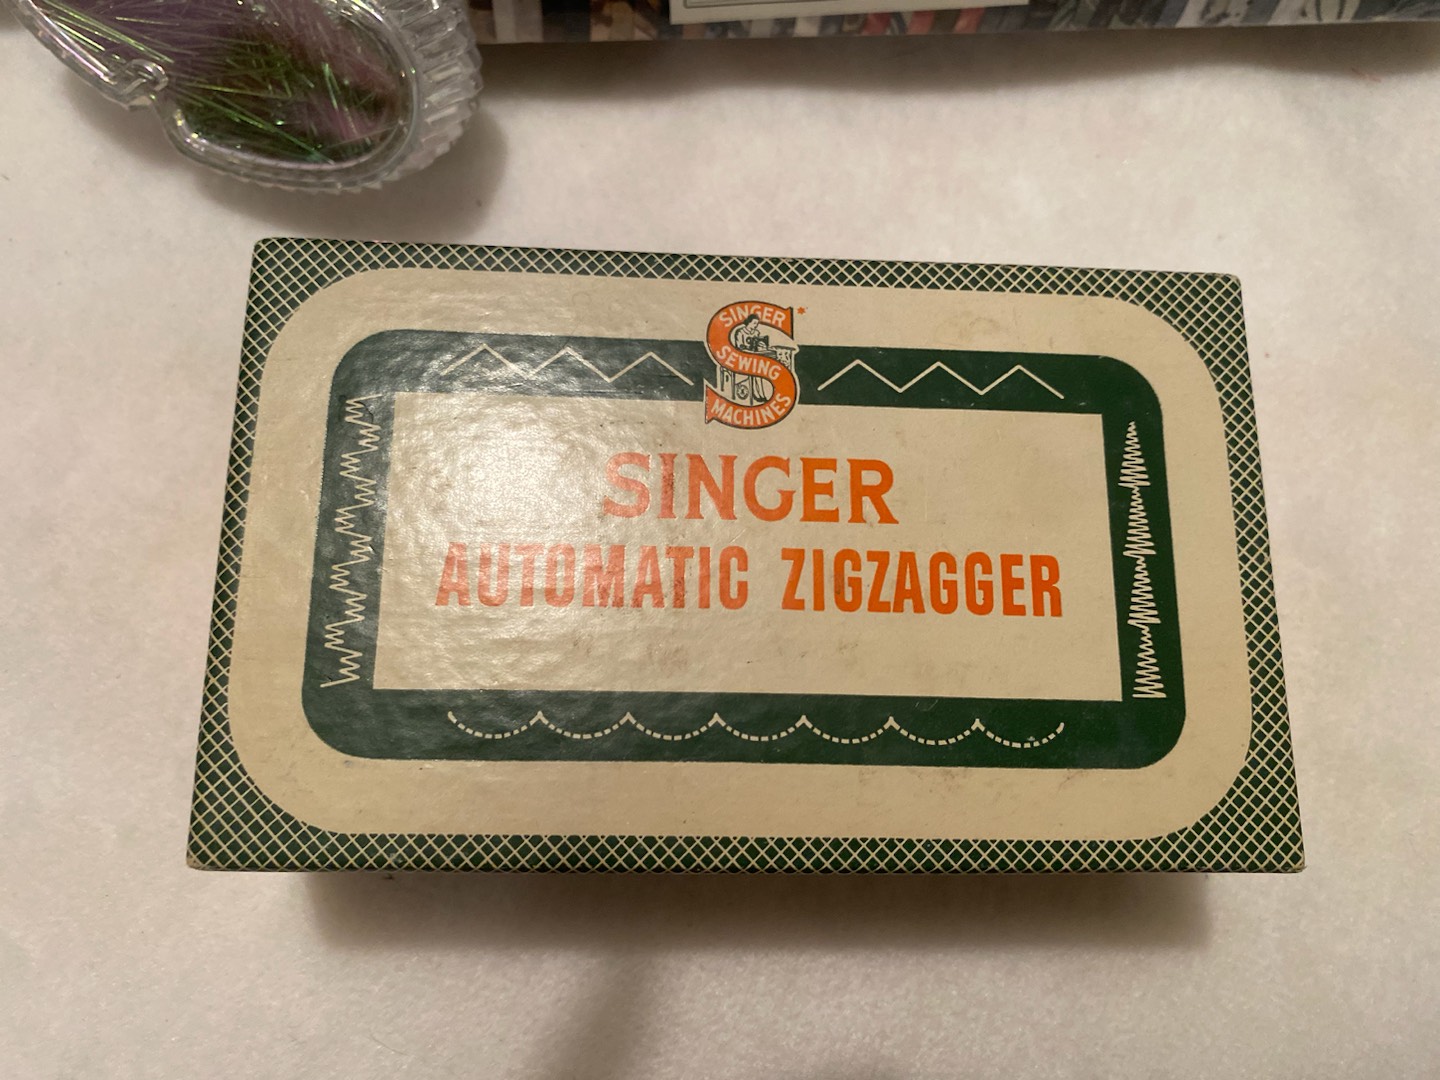 SINGER
SEWING
MACHINES
SINGER
AUTOMATIC ZIGZAGGER